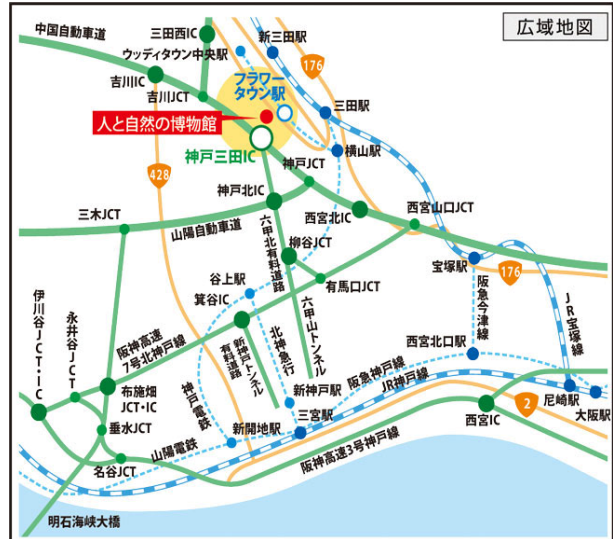 広域地図
中国自動車道
三田西IC
ウッディタウン中央駅
新三田駅
176
吉川IC
吉川JCT
フラワー
タウン駅
三田駅
人と自然の博物館
神戸三田IC
横山駅
428
神戸JCT
神戸北IC
三木JCT
山陽自動車道
西宮北IC
西宮山口JCT
六甲北有料道路
柳谷JCT
宝塚駅
176
谷上駅
有馬口JCT
箕谷IC
伊川谷JCT・IC
永井谷JCT
阪神高速
7号北神戸線
六甲山トンネル
北神急行
新神戸トンネル
有料道路
阪急今津線
JR宝塚線
西宮北口駅
神戸電鉄
布施畑
JCT・IC
新神戸駅
阪急神戸線
JR神戸線
尼崎駅
大阪駅
2
垂水JCT
山陽電鉄
新開地駅
三宮駅
西宮IC
名谷JCT
阪神高速3号神戸線
明石海峡大橋